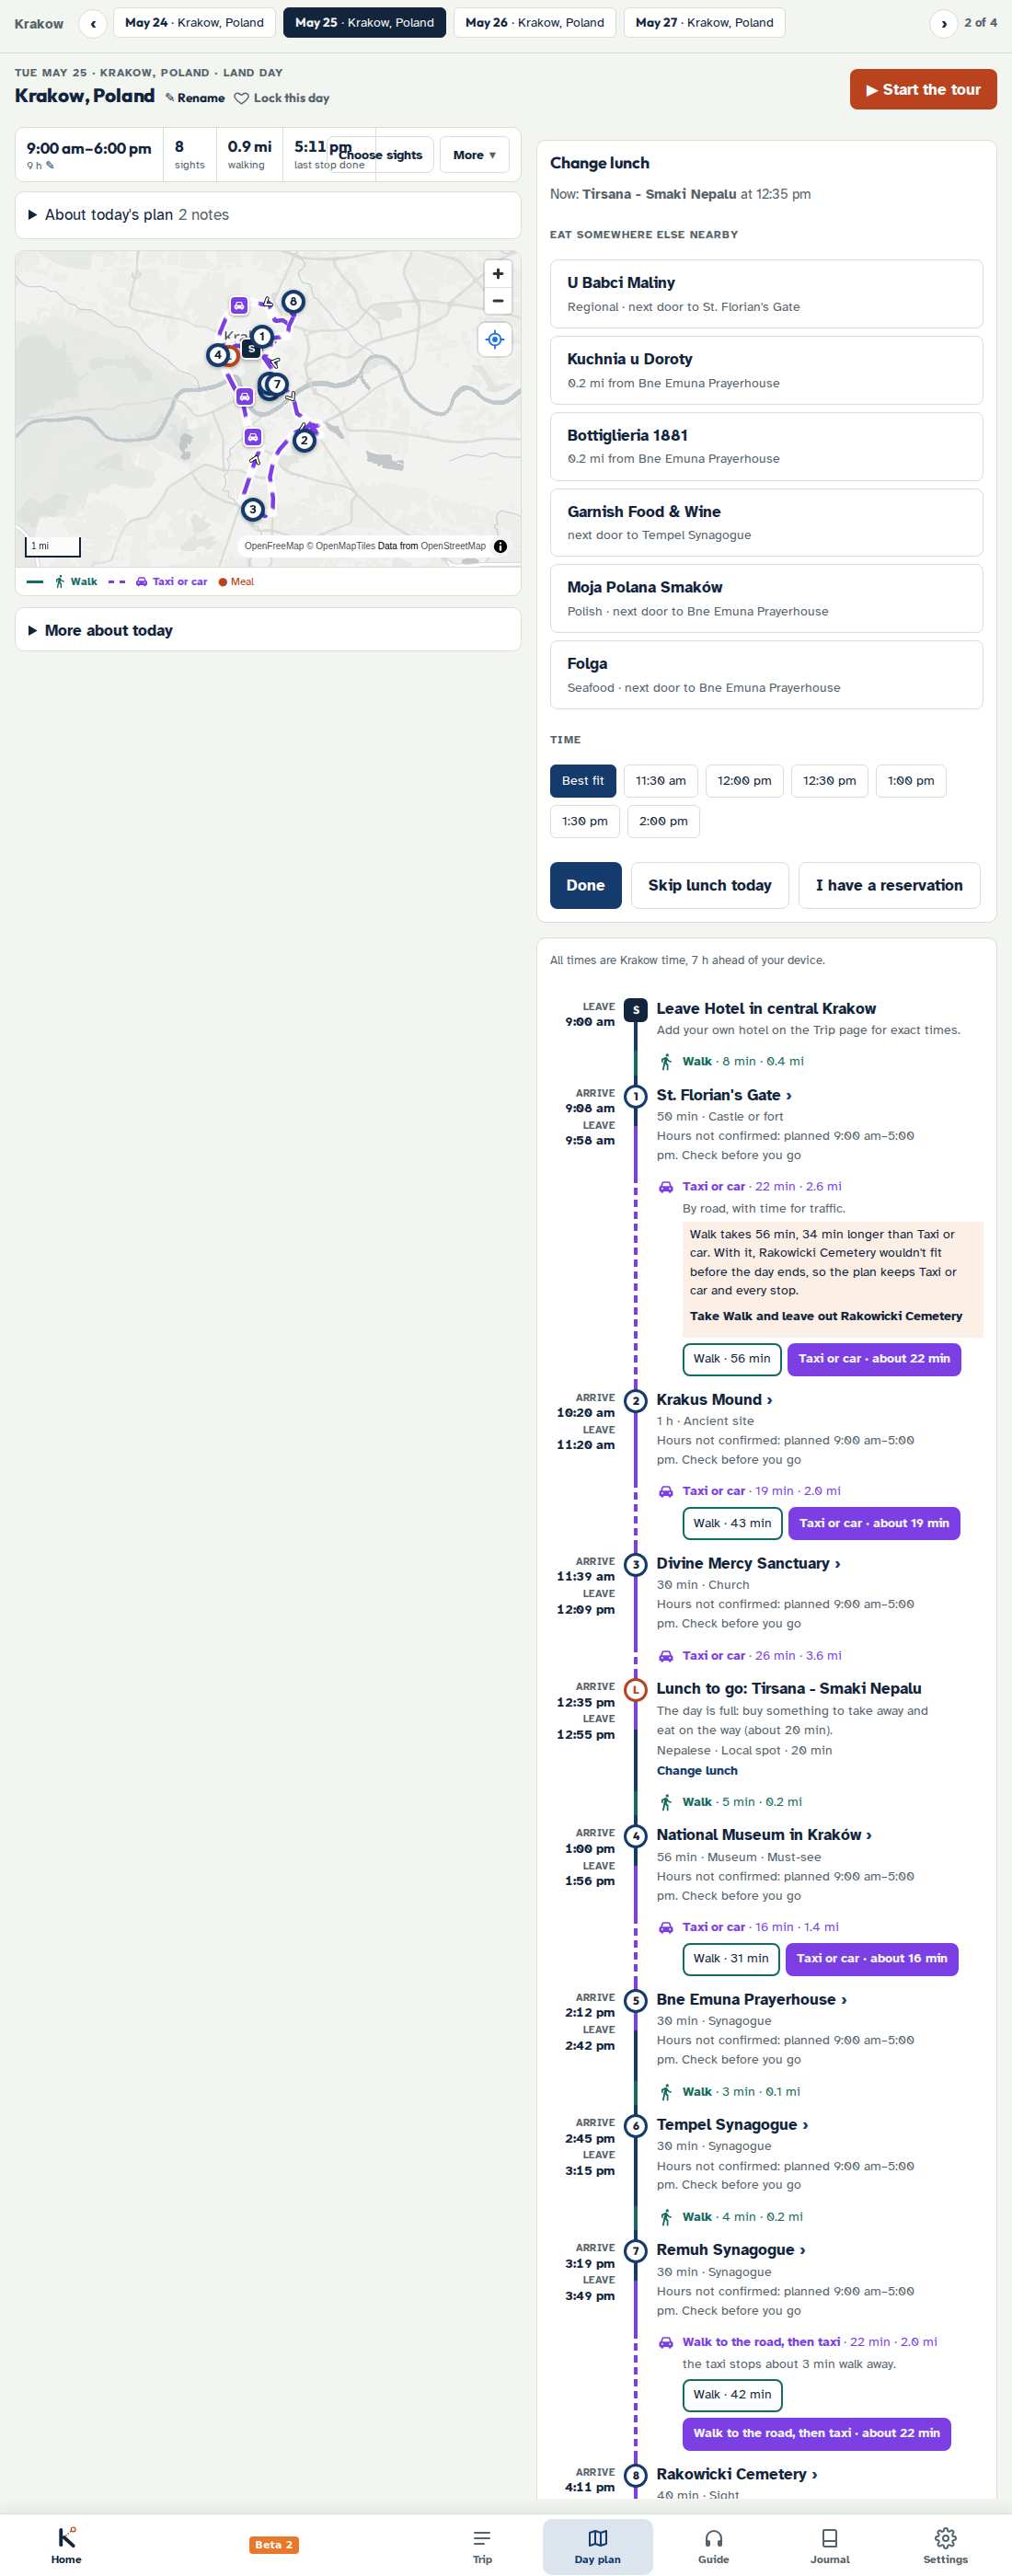 Krakow
‹
May 24 · Krakow, Poland
May 25 · Krakow, Poland
May 26 · Krakow, Poland
May 27 · Krakow, Poland
›
2 of 4
TUE MAY 25 · KRAKOW, POLAND · LAND DAY
Krakow, Poland ✎ Rename ♡ Lock this day
▶ Start the tour
9:00 am–6:00 pm
9 h ✎
8
sights
0.9 mi
walking
5:11 pm
last stop done
Choose sights
More ▾
▶ About today's plan 2 notes
+
−
8
1
S
4
7
2
3
1 mi
OpenFreeMap © OpenMapTiles Data from OpenStreetMap
Walk
Taxi or car
Meal
▶ More about today
Change lunch
Now: Tirsana - Smaki Nepalu at 12:35 pm
EAT SOMEWHERE ELSE NEARBY
U Babci Maliny
Regional · next door to St. Florian's Gate
Kuchnia u Doroty
0.2 mi from Bne Emuna Prayerhouse
Bottiglieria 1881
0.2 mi from Bne Emuna Prayerhouse
Garnish Food & Wine
next door to Tempel Synagogue
Moja Polana Smaków
Polish · next door to Bne Emuna Prayerhouse
Folga
Seafood · next door to Bne Emuna Prayerhouse
TIME
Best fit
11:30 am
12:00 pm
12:30 pm
1:00 pm
1:30 pm
2:00 pm
Done
Skip lunch today
I have a reservation
All times are Krakow time, 7 h ahead of your device.
LEAVE
9:00 am
S
Leave Hotel in central Krakow
Add your own hotel on the Trip page for exact times.
Walk · 8 min · 0.4 mi
ARRIVE
9:08 am
LEAVE
9:58 am
1
St. Florian's Gate ›
50 min · Castle or fort
Hours not confirmed: planned 9:00 am–5:00
pm. Check before you go
Taxi or car · 22 min · 2.6 mi
By road, with time for traffic.
Walk takes 56 min, 34 min longer than Taxi or
car. With it, Rakowicki Cemetery wouldn't fit
before the day ends, so the plan keeps Taxi or
car and every stop.
Take Walk and leave out Rakowicki Cemetery
Walk · 56 min
Taxi or car · about 22 min
ARRIVE
10:20 am
LEAVE
11:20 am
2
Krakus Mound ›
1 h · Ancient site
Hours not confirmed: planned 9:00 am–5:00
pm. Check before you go
Taxi or car · 19 min · 2.0 mi
Walk · 43 min
Taxi or car · about 19 min
ARRIVE
11:39 am
LEAVE
12:09 pm
3
Divine Mercy Sanctuary ›
30 min · Church
Hours not confirmed: planned 9:00 am–5:00
pm. Check before you go
Taxi or car · 26 min · 3.6 mi
ARRIVE
12:35 pm
LEAVE
12:55 pm
L
Lunch to go: Tirsana - Smaki Nepalu
The day is full: buy something to take away and
eat on the way (about 20 min).
Nepalese · Local spot · 20 min
Change lunch
Walk · 5 min · 0.2 mi
ARRIVE
1:00 pm
LEAVE
1:56 pm
4
National Museum in Kraków ›
56 min · Museum · Must-see
Hours not confirmed: planned 9:00 am–5:00
pm. Check before you go
Taxi or car · 16 min · 1.4 mi
Walk · 31 min
Taxi or car · about 16 min
ARRIVE
2:12 pm
LEAVE
2:42 pm
5
Bne Emuna Prayerhouse ›
30 min · Synagogue
Hours not confirmed: planned 9:00 am–5:00
pm. Check before you go
Walk · 3 min · 0.1 mi
ARRIVE
2:45 pm
LEAVE
3:15 pm
6
Tempel Synagogue ›
30 min · Synagogue
Hours not confirmed: planned 9:00 am–5:00
pm. Check before you go
Walk · 4 min · 0.2 mi
ARRIVE
3:19 pm
LEAVE
3:49 pm
7
Remuh Synagogue ›
30 min · Synagogue
Hours not confirmed: planned 9:00 am–5:00
pm. Check before you go
Walk to the road, then taxi · 22 min · 2.0 mi
the taxi stops about 3 min walk away.
Walk · 42 min
Walk to the road, then taxi · about 22 min
ARRIVE
4:11 pm
8
Rakowicki Cemetery ›
40 min · Sight
Home
Beta 2
Trip
Day plan
Guide
Journal
Settings